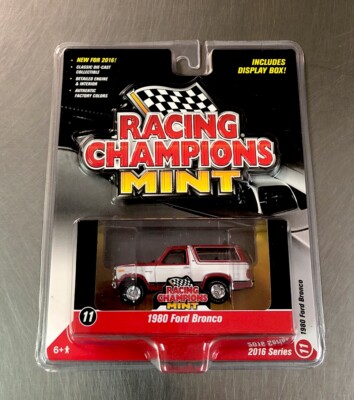 • NEW FOR 2016!
• CLASSIC DIE-CAST
COLLECTIBLE
• DETAILED ENGINE
& INTERIOR
• AUTHENTIC
FACTORY COLORS
INCLUDES
DISPLAY BOX!
RACING
CHAMPIONS
MINT
RACING
CHAMPIONS
MINT
11
1980 Ford Bronco
6+
2016 Series
11
1980 Ford Bronco